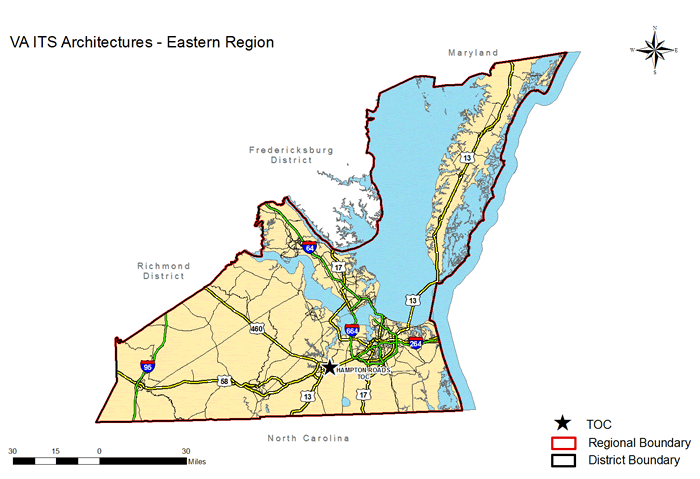 VA ITS Architectures - Eastern Region
N
W E
S
Maryland
Fredericksburg
District
13
64
17
Richmond
District
13
460
664
264
95
58
HAMPTON ROADS
TOC
13
17
North Carolina
TOC
Regional Boundary
District Boundary
30 15 0 30
Miles